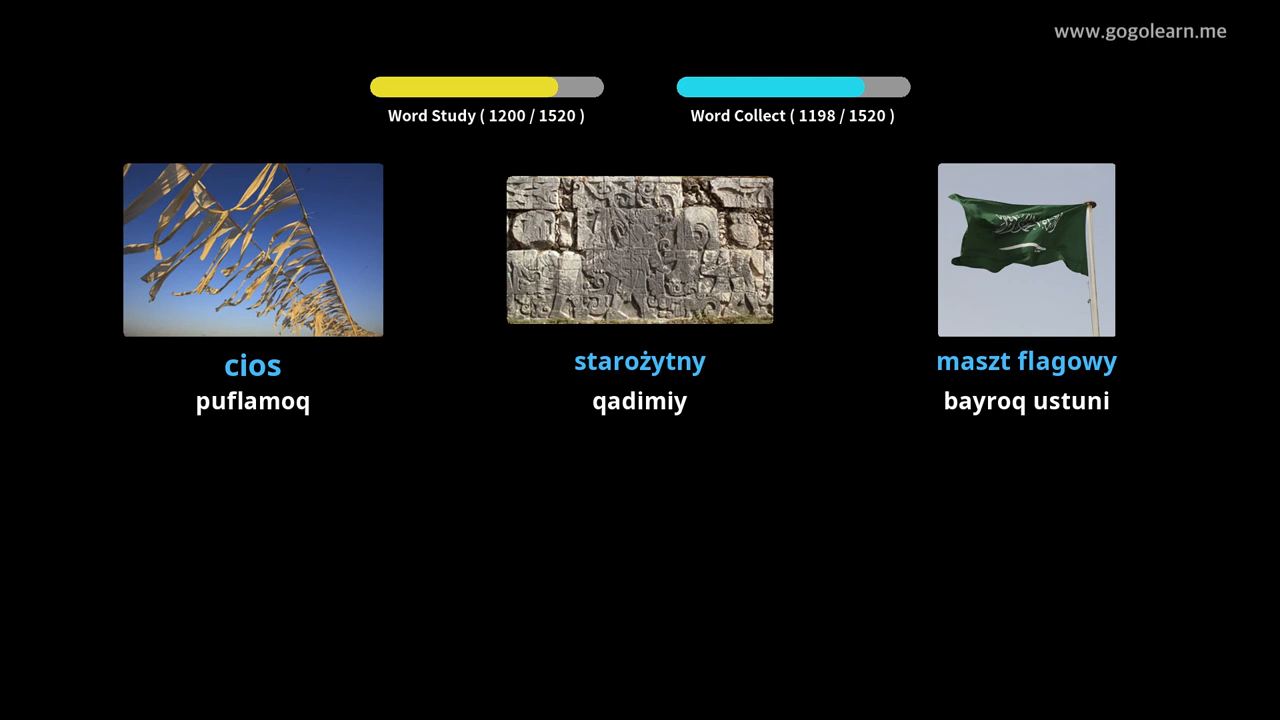 www.gogolearn.me
Word Study ( 1200 / 1520 )
Word Collect ( 1198 / 1520 )
cios
puflamoq
starożytny
qadimiy
maszt flagowy
bayroq ustuni